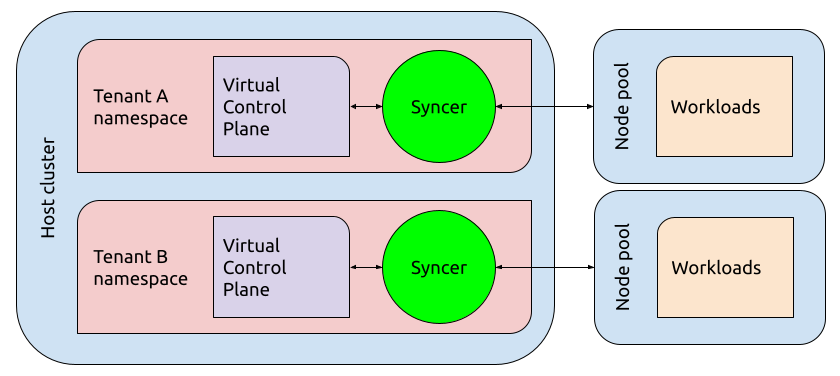 Host cluster
Tenant A
namespace
Virtual
Control
Plane
Syncer
Node pool
Workloads
Tenant B
namespace
Virtual
Control
Plane
Syncer
Node pool
Workloads